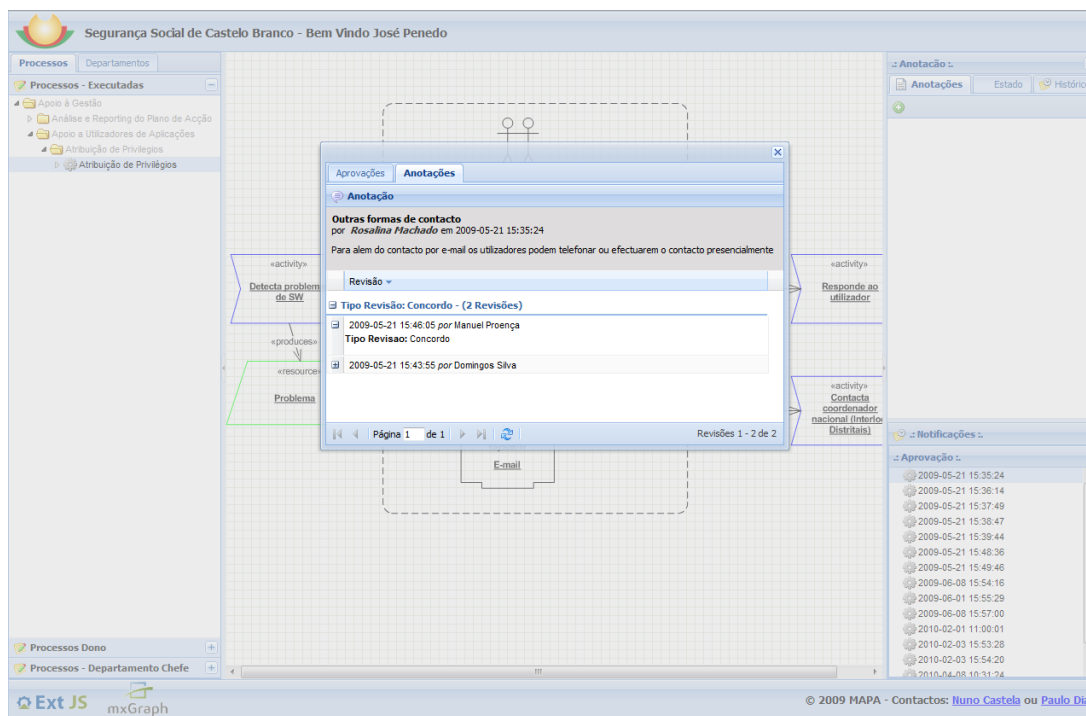 Segurança Social de Castelo Branco - Bem Vindo José Penedo
Processos
Departamentos
Processos - Executadas
Apoio à Gestão
Análise e Reporting do Plano de Acção
Apoio a Utilizadores de Aplicações
Atribuição de Privilegios
Atribuição de Privilégios
Processos Dono
Processos - Departamento Chefe
«activity»
Detecta problem
de SW
«produces»
«resource»
Problema
Aprovações
Anotações
Anotação
Outras formas de contacto
por Rosalina Machado em 2009-05-21 15:35:24
Para alem do contacto por e-mail os utilizadores podem telefonar ou efectuarem o contacto presencialmente
Revisão
Tipo Revisão: Concordo - (2 Revisões)
2009-05-21 15:46:05 por Manuel Proença
Tipo Revisao: Concordo
2009-05-21 15:43:55 por Domingos Silva
Página 1 de 1
Revisões 1 - 2 de 2
E-mail
«activity»
Responde ao
utilizador
«activity»
Contacta
coordenador
nacional (Interlo
Distritais)
.: Anotação :.
Anotações
Estado
Históric
.: Notificações :.
.: Aprovação :.
2009-05-21 15:35:24
2009-05-21 15:36:14
2009-05-21 15:37:49
2009-05-21 15:38:47
2009-05-21 15:39:44
2009-05-21 15:48:36
2009-05-21 15:49:46
2009-06-08 15:54:16
2009-06-01 15:55:29
2009-06-08 15:57:00
2010-02-01 11:00:01
2010-02-03 15:53:28
2010-02-03 15:54:20
2010-04-08 10:31:24
Ext JS
mxGraph
© 2009 MAPA - Contactos: Nuno Castela ou Paulo Dia